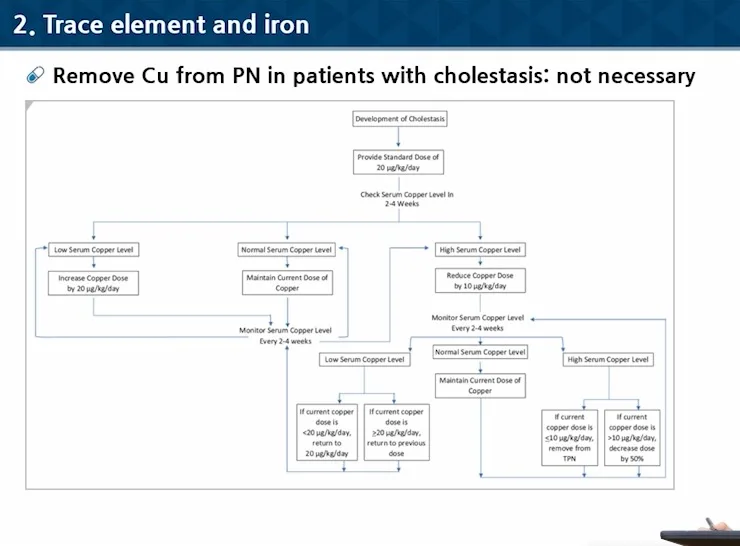 2. Trace element and iron
Remove Cu from PN in patients with cholestasis: not necessary
Development of Cholestasis
Provide Standard Dose of
20 µg/kg/day
Check Serum Copper Level In
2-4 Weeks
Low Serum Copper Level
Normal Serum Copper Level
High Serum Copper Level
Increase Copper Dose
by 20 µg/kg/day
Maintain Current Dose of
Copper
Reduce Copper Dose
by 10 µg/kg/day
Monitor Serum Copper Level
Every 2-4 weeks
Monitor Serum Copper Level
Every 2-4 weeks
Low Serum Copper Level
Normal Serum Copper Level
High Serum Copper Level
Maintain Current Dose of
Copper
If current copper
dose is
<20 µg/kg/day,
return to
20 µg/kg/day
If current copper
dose is
≥20 µg/kg/day,
return to previous
dose
If current
copper dose is
≤10 µg/kg/day,
remove from
TPN
If current
copper dose is
>10 µg/kg/day,
decrease dose
by 50%